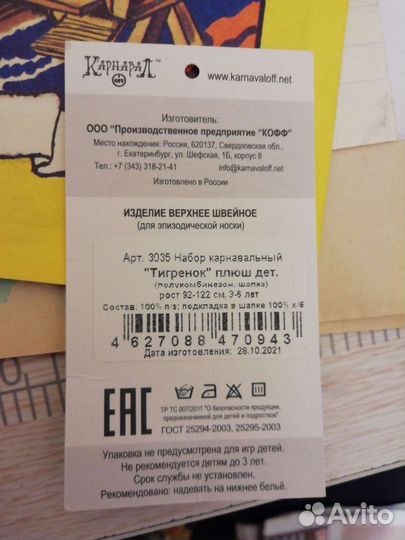 КАРНАВАЛ
OFF
www.karnavaloff.net
Изготовитель:
ООО "Производственное предприятие "КОФФ"
Место нахождения: Россия, 620137, Свердловская обл.,
г. Екатеринбург, ул. Шефская, 1Б, корпус 8
Тел.: +7 (343) 318-21-41 info@karnavaloff.net
Изготовлено в России
ИЗДЕЛИЕ ВЕРХНЕЕ ШВЕЙНОЕ
(для эпизодической носки)
Арт. 3035 Набор карнавальный
"Тигренок" плюш дет.
(полукомбинезон, шапка)
рост 92-122 см, 3-6 лет
Состав: 100% п/э; подкладка в шапке 100% х/б
4 627088 470943
Дата изготовления: 28.10.2021
ЕАС
ТР ТС 007/2011 "О безопасности продукции,
предназначенной для детей и подростков"
ГОСТ 25294-2003, 25295-2003
Упаковка не предусмотрена для игр детей.
Не рекомендуется детям до 3 лет.
Срок службы не установлен.
Рекомендовано: надевать на нижнее бельё.
Avito